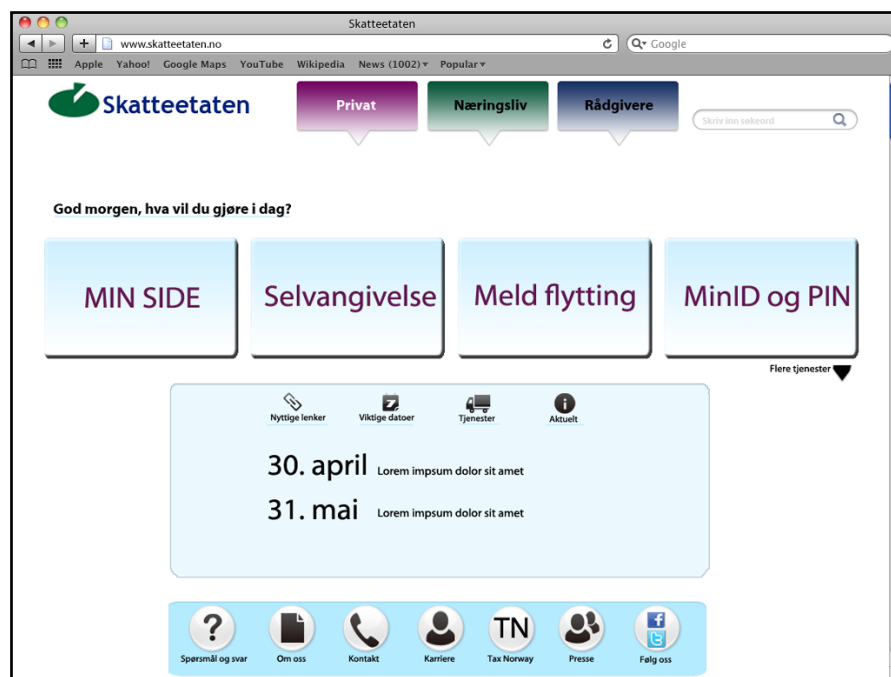 Skatteetaten
www.skatteetaten.no
Google
Apple Yahoo! Google Maps YouTube Wikipedia News (1002) Popular
Skatteetaten
Privat
Næringsliv
Rådgivere
Skriv inn søkeord
God morgen, hva vil du gjøre i dag?
MIN SIDE
Selvangivelse
Meld flytting
MinID og PIN
Flere tjenester
7
Nyttige lenker
Viktige datoer
Tjenester
Aktuelt
30. april Lorem impsum dolor sit amet
31. mai Lorem impsum dolor sit amet
TN
Spørsmål og svar
Om oss
Kontakt
Karriere
Tax Norway
Presse
Følg oss